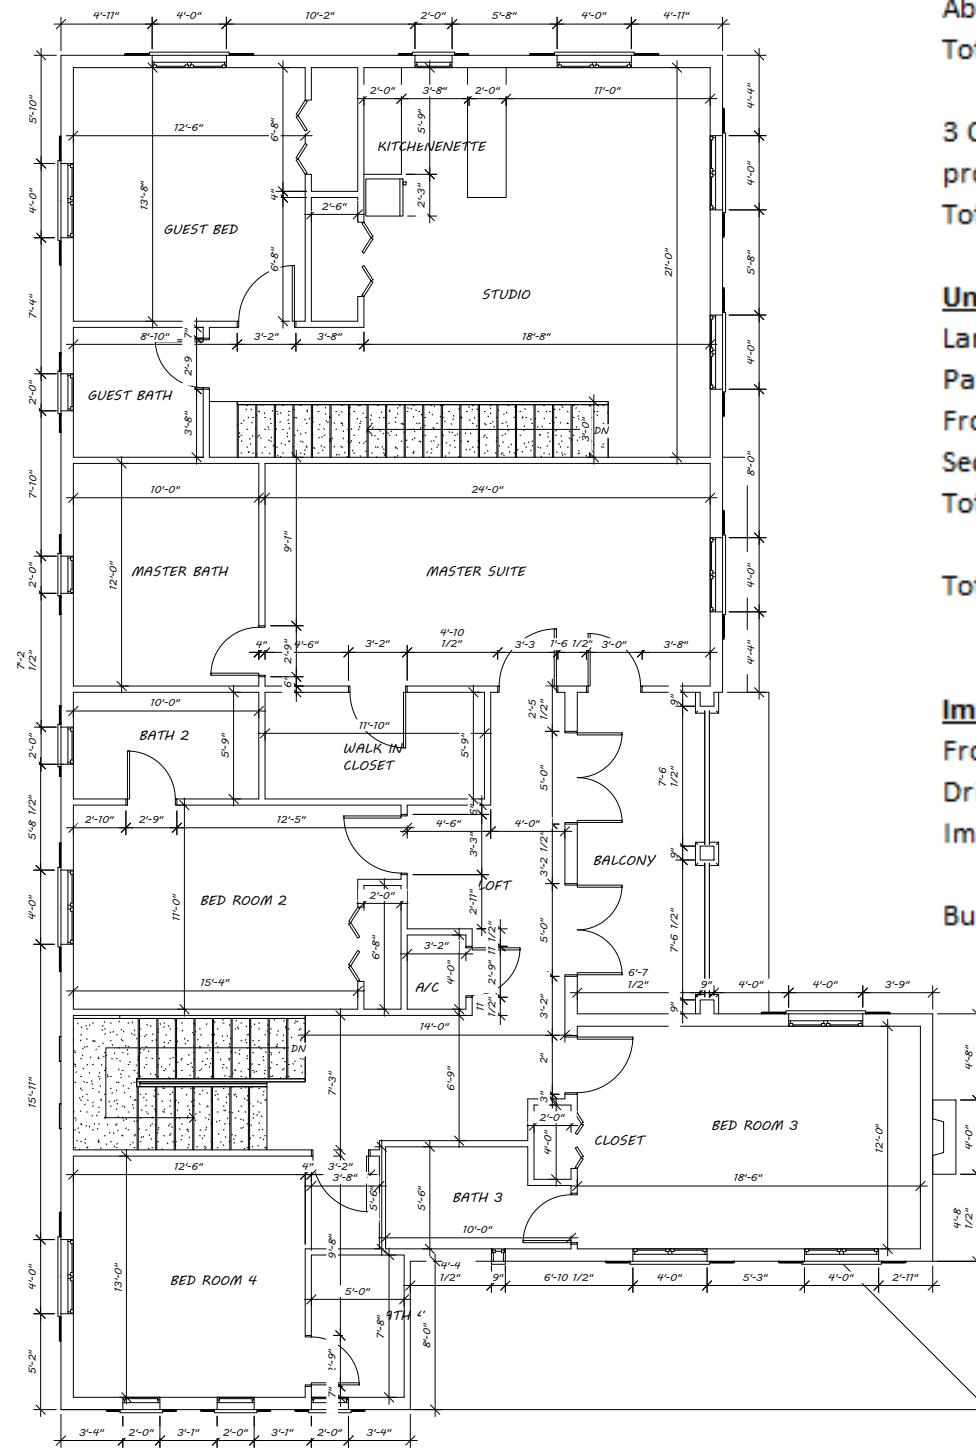 4'-11" 4'-0" 10'-2" 2'-0" 5'-8" 4'-0" 4'-11"
Ab
Tot
2'-0" 3'-8" 2'-0" 11'-0"
5'-10" 12'-6" 6'-8" 5'-9" 4'-4"
3 C
KITCHENENETTE
pro
4'-0" 13'-8" 4" 2'-3" 4'-0"
2'-6"
Tot
GUEST BED
7'-4" 6'-8" 21'-0" 5'-8"
STUDIO
Un
8'-10" 7" 3'-2" 3'-8" 18'-8"
Lar
2'-0" 2'-9 4'-0"
Pa
GUEST BATH
3'-8" 3'-0" DN
Fro
Sec
7'-10" 10'-0" 24'-0" 8'-0"
Tot
9'-1"
2'-0" 12'-0" MASTER BATH MASTER SUITE 4'-0"
Tot
7'-2 1/2"
4" 4'-6" 3'-2" 4'-10 1/2" 3'-3 1'-6 1/2" 3'-0" 3'-8"
2'-9" 6" 4'-4"
10'-0" 2'-5 1/2" 9"
Im
2'-0" BATH 2 5'-9" 11'-10" 5'-9"
WALK IN
CLOSET
Fro
5'-0" 7'-6 1/2"
Dri
5'-8 1/2" 2'-10" 2'-9" 12'-5" 6" 4'-6" 4'-0"
Im
3'-3" 3'-2 1/2" 9"
BALCONY
LOFT
4'-0" BED ROOM 2 11'-0" 2'-0" 2'-11"
Bu
6'-8" 11 1/2" 5'-0" 7'-6 1/2"
3'-2" 4'-0" 2'-9"
15'-4" A/C 6'-7 1/2" 9" 4'-0" 4'-0" 3'-9"
11 1/2" 3'-2" 9"
14'-0"
DN
15'-11" 7'-3" 6'-9" 2" 4'-8"
3"
2'-0"
4'-0" CLOSET BED ROOM 3 12'-0" 4'-0"
12'-6" 4" 3'-2"
3'-8" 18'-6"
5'-6" 5'-6" BATH 3 4'-8 1/2"
10'-0"
9'-8"
4'-0" BED ROOM 4 13'-0" 4'-4 1/2" 9" 6'-10 1/2" 4'-0" 5'-3" 4'-0" 2'-11"
5'-0"
7'-8" 8'-0"
5'-2"
7"
3'-4" 2'-0" 3'-1" 2'-0" 3'-1" 2'-0" 3'-4"